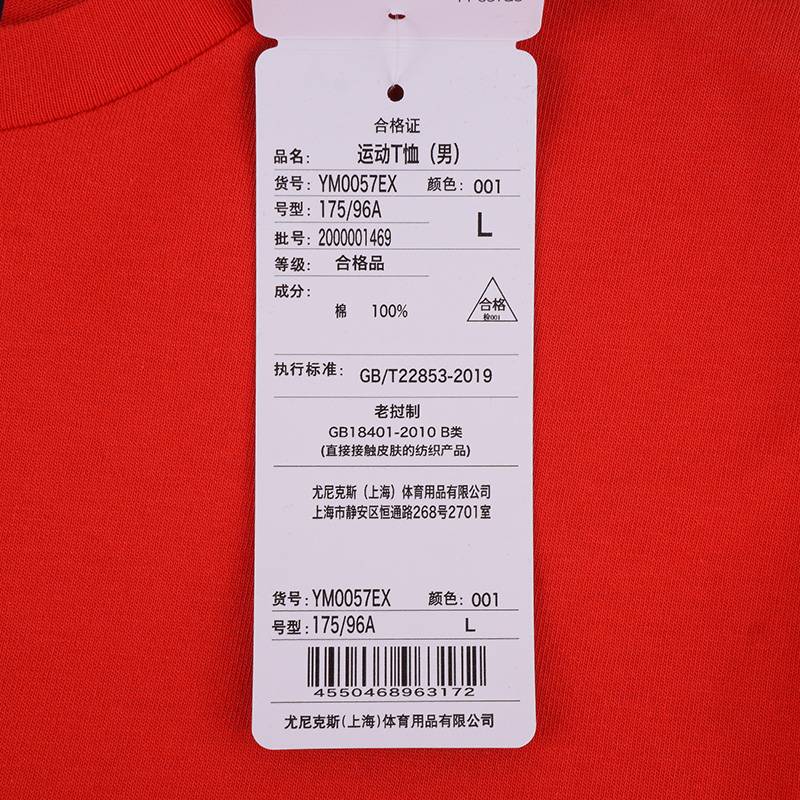 合格证
品名: 运动T恤（男）
货号: YM0057EX 颜色: 001
号型: 175/96A L
批号: 2000001469
等级: 合格品
成分:
棉 100%
合格
检001
执行标准: GB/T22853-2019
老挝制
GB18401-2010 B类
(直接接触皮肤的纺织产品)
尤尼克斯（上海）体育用品有限公司
上海市静安区恒通路268号2701室
货号: YM0057EX 颜色: 001
号型: 175/96A L
4550468963172
尤尼克斯(上海)体育用品有限公司